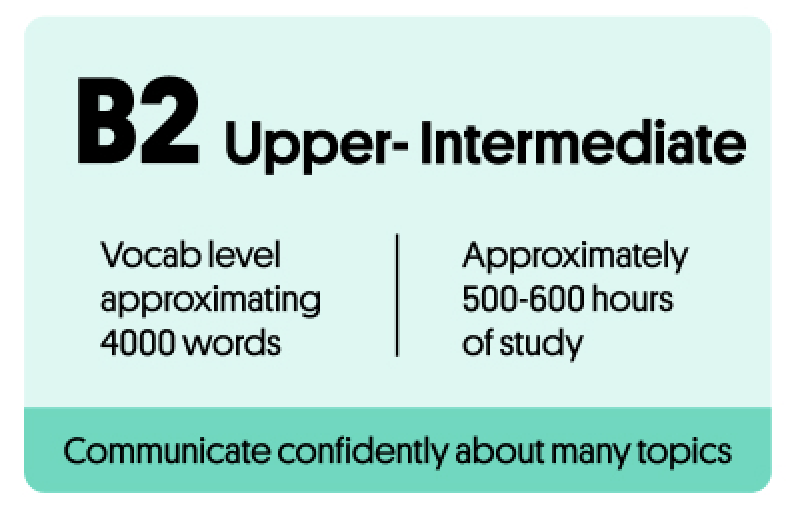 B2 Upper- Intermediate
Vocab level
approximating
4000 words
Approximately
500-600 hours
of study
Communicate confidently about many topics